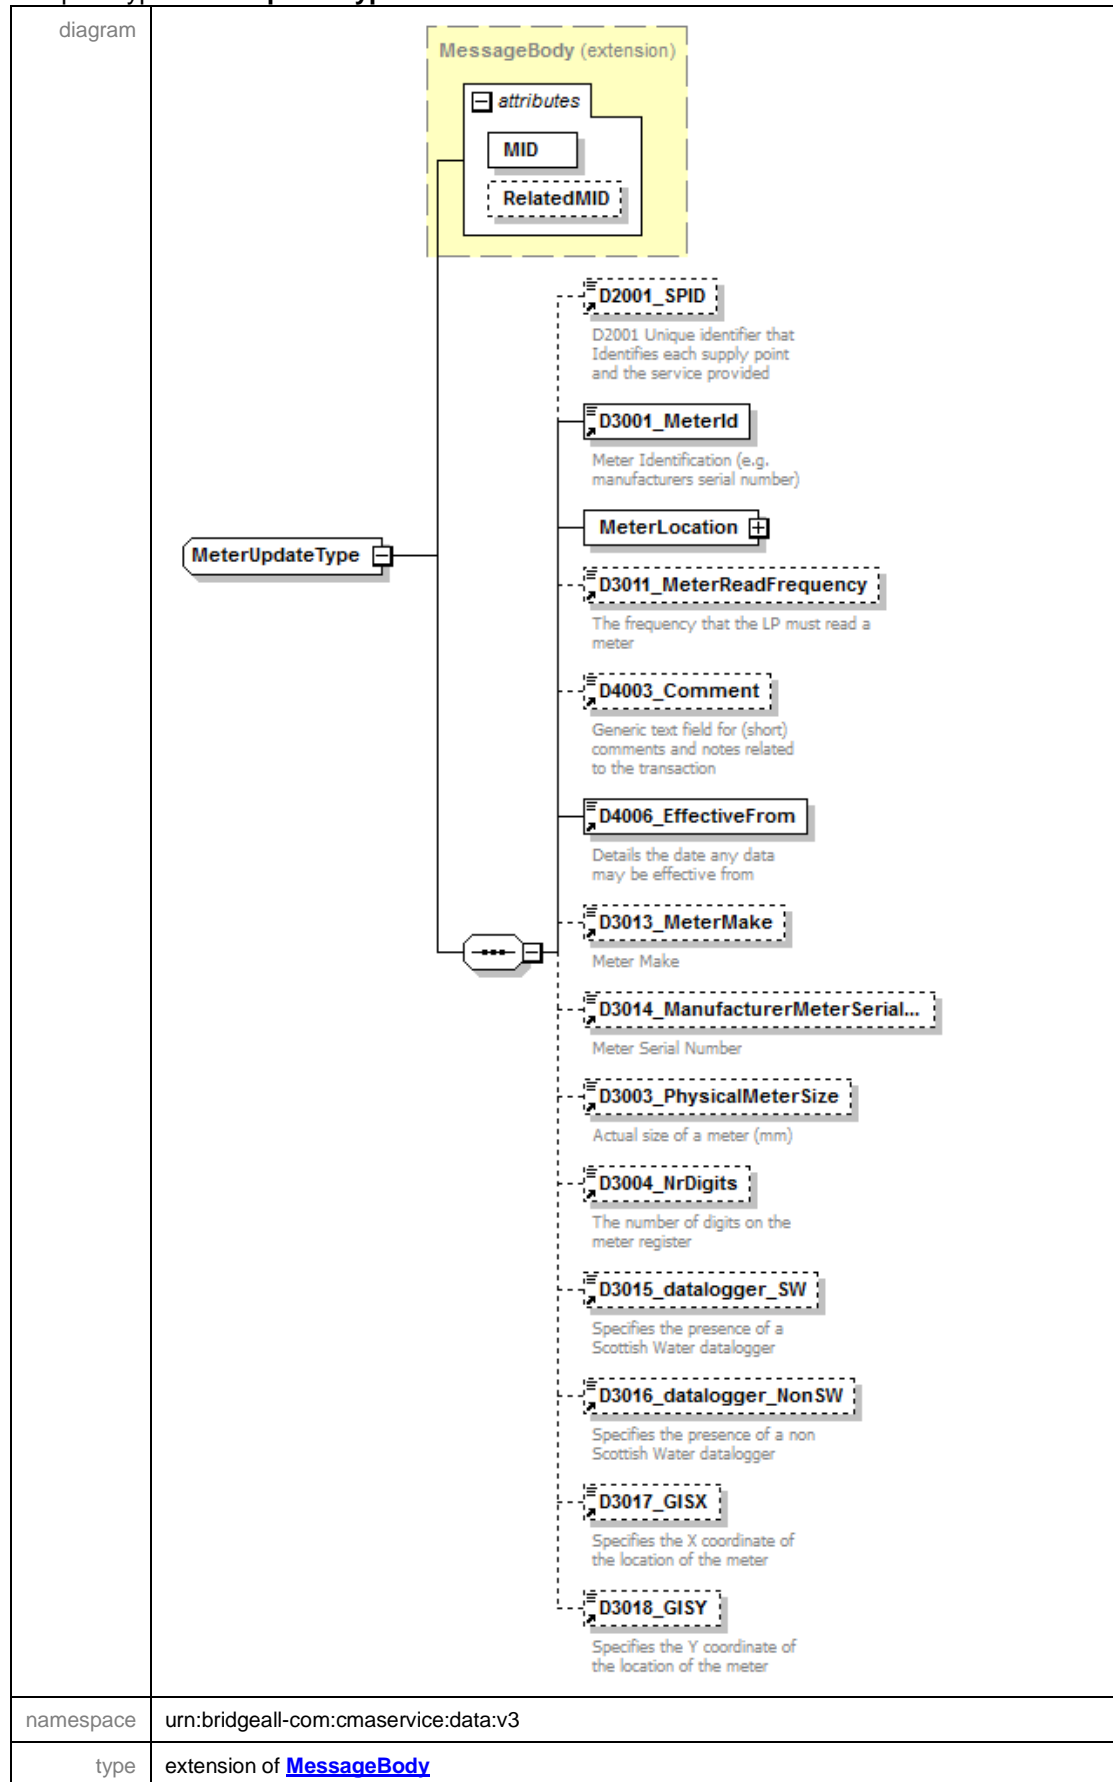 diagram
MessageBody (extension)
attributes
MID
RelatedMID
D2001_SPID
D2001 Unique identifier that
Identifies each supply point
and the service provided
D3001_MeterId
Meter Identification (e.g.
manufacturers serial number)
MeterLocation
MeterUpdateType
D3011_MeterReadFrequency
The frequency that the LP must read a
meter
D4003_Comment
Generic text field for (short)
comments and notes related
to the transaction
D4006_EffectiveFrom
Details the date any data
may be effective from
D3013_MeterMake
Meter Make
D3014_ManufacturerMeterSerial...
Meter Serial Number
D3003_PhysicalMeterSize
Actual size of a meter (mm)
D3004_NrDigits
The number of digits on the
meter register
D3015_datalogger_SW
Specifies the presence of a
Scottish Water datalogger
D3016_datalogger_NonSW
Specifies the presence of a non
Scottish Water datalogger
D3017_GISX
Specifies the X coordinate of
the location of the meter
D3018_GISY
Specifies the Y coordinate of
the location of the meter
namespace urn:bridgeall-com:cmaservice:data:v3
type extension of MessageBody